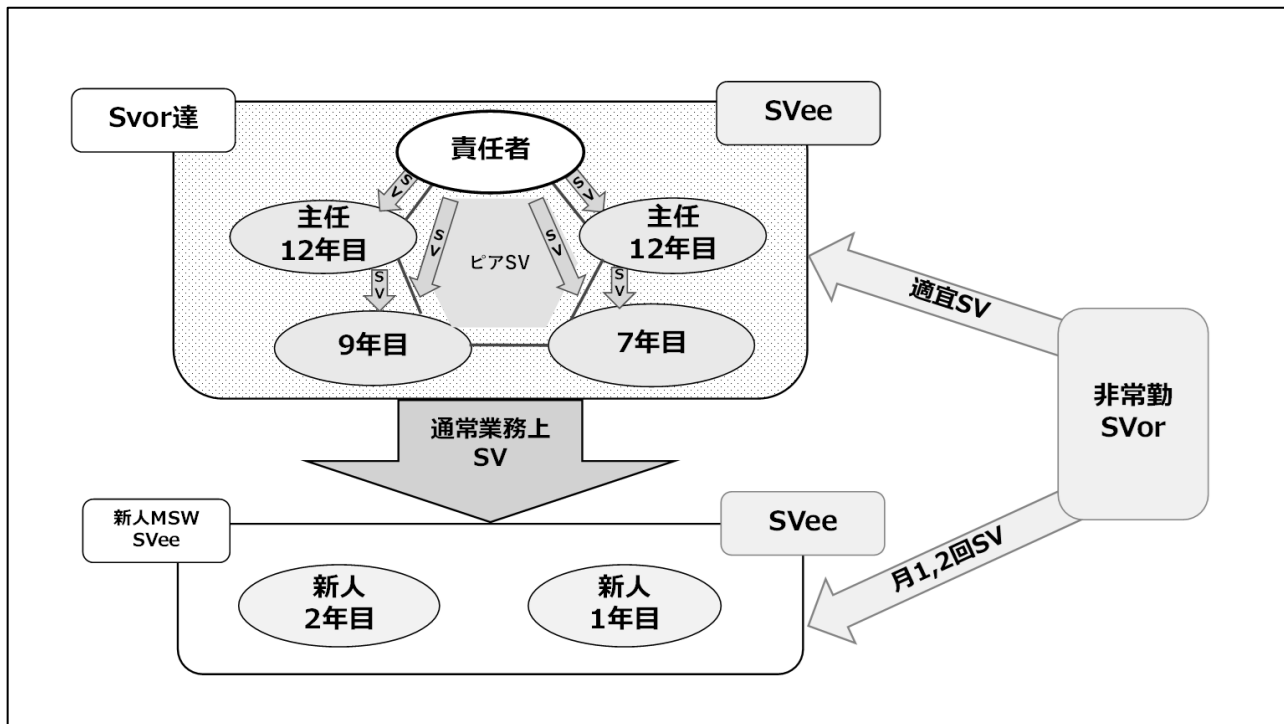 Svor達
SVee
責任者
SV
SV
主任
12年目
主任
12年目
SV
SV
ピアSV
SV
SV
9年目
7年目
適宜SV
非常勤
SVor
通常業務上
SV
新人MSW
SVee
SVee
月1,2回SV
新人
2年目
新人
1年目